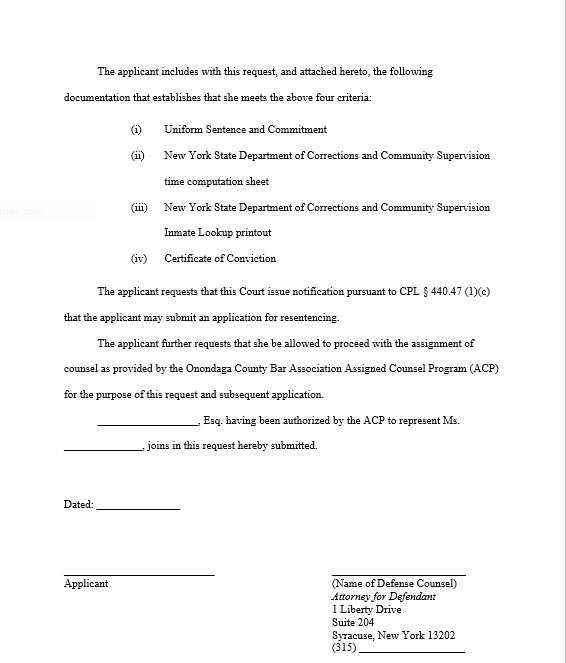 The applicant includes with this request, and attached hereto, the following
documentation that establishes that she meets the above four criteria:
(i) Uniform Sentence and Commitment
(ii) New York State Department of Corrections and Community Supervision
time computation sheet
(iii) New York State Department of Corrections and Community Supervision
Inmate Lookup printout
(iv) Certificate of Conviction
The applicant requests that this Court issue notification pursuant to CPL § 440.47 (1)(c)
that the applicant may submit an application for resentencing.
The applicant further requests that she be allowed to proceed with the assignment of
counsel as provided by the Onondaga County Bar Association Assigned Counsel Program (ACP)
for the purpose of this request and subsequent application.
____________________, Esq. having been authorized by the ACP to represent Ms.
________________, joins in this request hereby submitted.
Dated: _________________
Applicant
(Name of Defense Counsel)
Attorney for Defendant
1 Liberty Drive
Suite 204
Syracuse, New York 13202
(315) _____________________